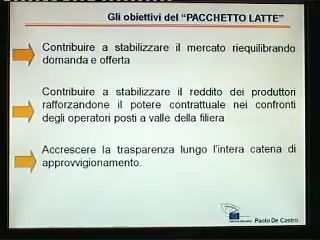 Gli obiettivi del "PACCHETTO LATTE"
Contribuire a stabilizzare il mercato riequilibrando
domanda e offerta
Contribuire a stabilizzare il reddito dei produttori
rafforzandone il potere contrattuale nei confronti
degli operatori posti a valle della filiera
Accrescere la trasparenza lungo l'intera catena di
approvvigionamento.
Paolo De Castro